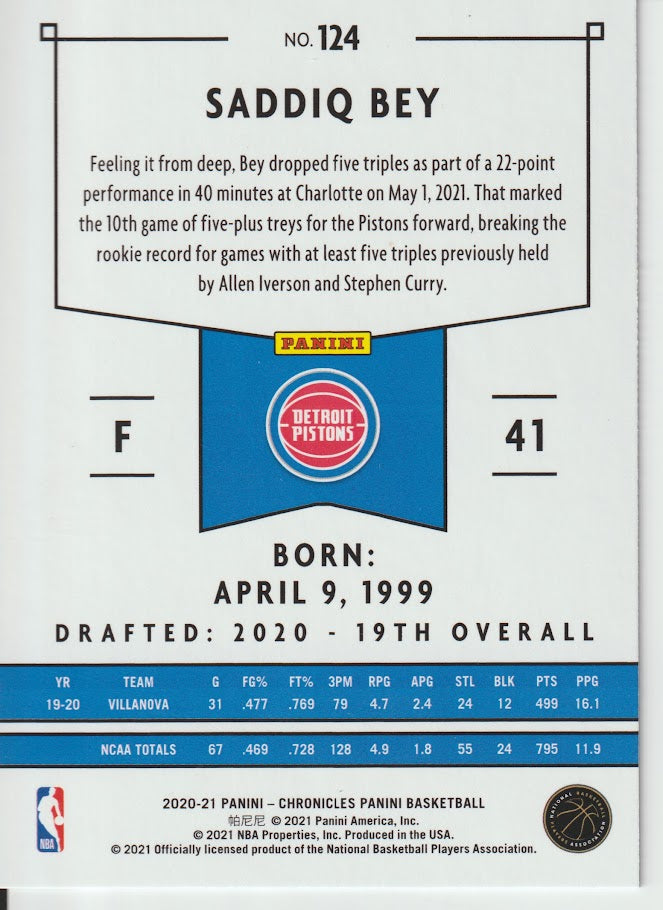 NO. 124
SADDIQ BEY
Feeling it from deep, Bey dropped five triples as part of a 22-point
performance in 40 minutes at Charlotte on May 1, 2021. That marked
the 10th game of five-plus treys for the Pistons forward, breaking the
rookie record for games with at least five triples previously held
by Allen Iverson and Stephen Curry.
PANINI
DETROIT
PISTONS
F
41
BORN:
APRIL 9, 1999
DRAFTED: 2020 - 19TH OVERALL
YR TEAM G FG% FT% 3PM RPG APG STL BLK PTS PPG
19-20 VILLANOVA 31 .477 .769 79 4.7 2.4 24 12 499 16.1
NCAA TOTALS 67 .469 .728 128 4.9 1.8 55 24 795 11.9
2020-21 PANINI – CHRONICLES PANINI BASKETBALL
帕尼尼 © 2021 Panini America, Inc.
© 2021 NBA Properties, Inc. Produced in the USA.
© 2021 Officially licensed product of the National Basketball Players Association.
NBA
NATIONAL BASKETBALL
PLAYERS ASSOCIATION